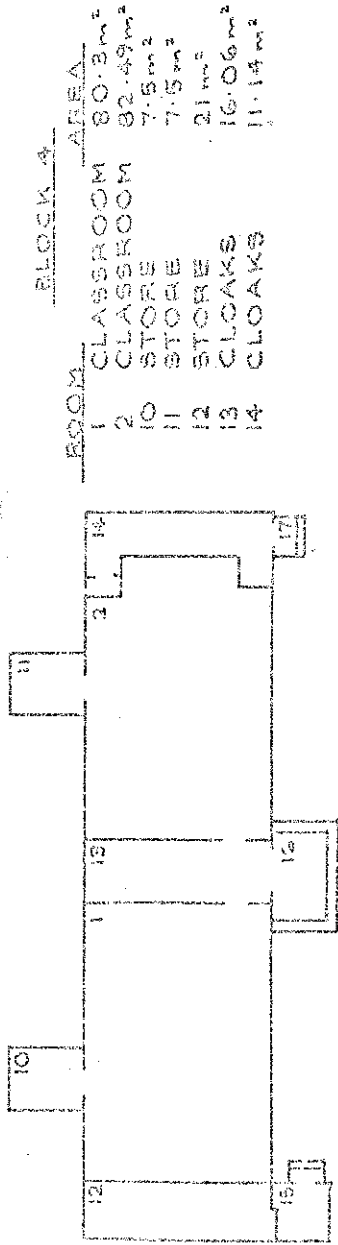 BLOCK 4
ROOM AREA
1 CLASSROOM 80.3m²
2 CLASSROOM 82.49m²
10 STORE 7.5m²
11 STORE 7.5m²
12 STORE 21m²
13 CLOAKS 16.06m²
14 CLOAKS 11.14m²
10
11
12
1
13
2
14
15
16
17